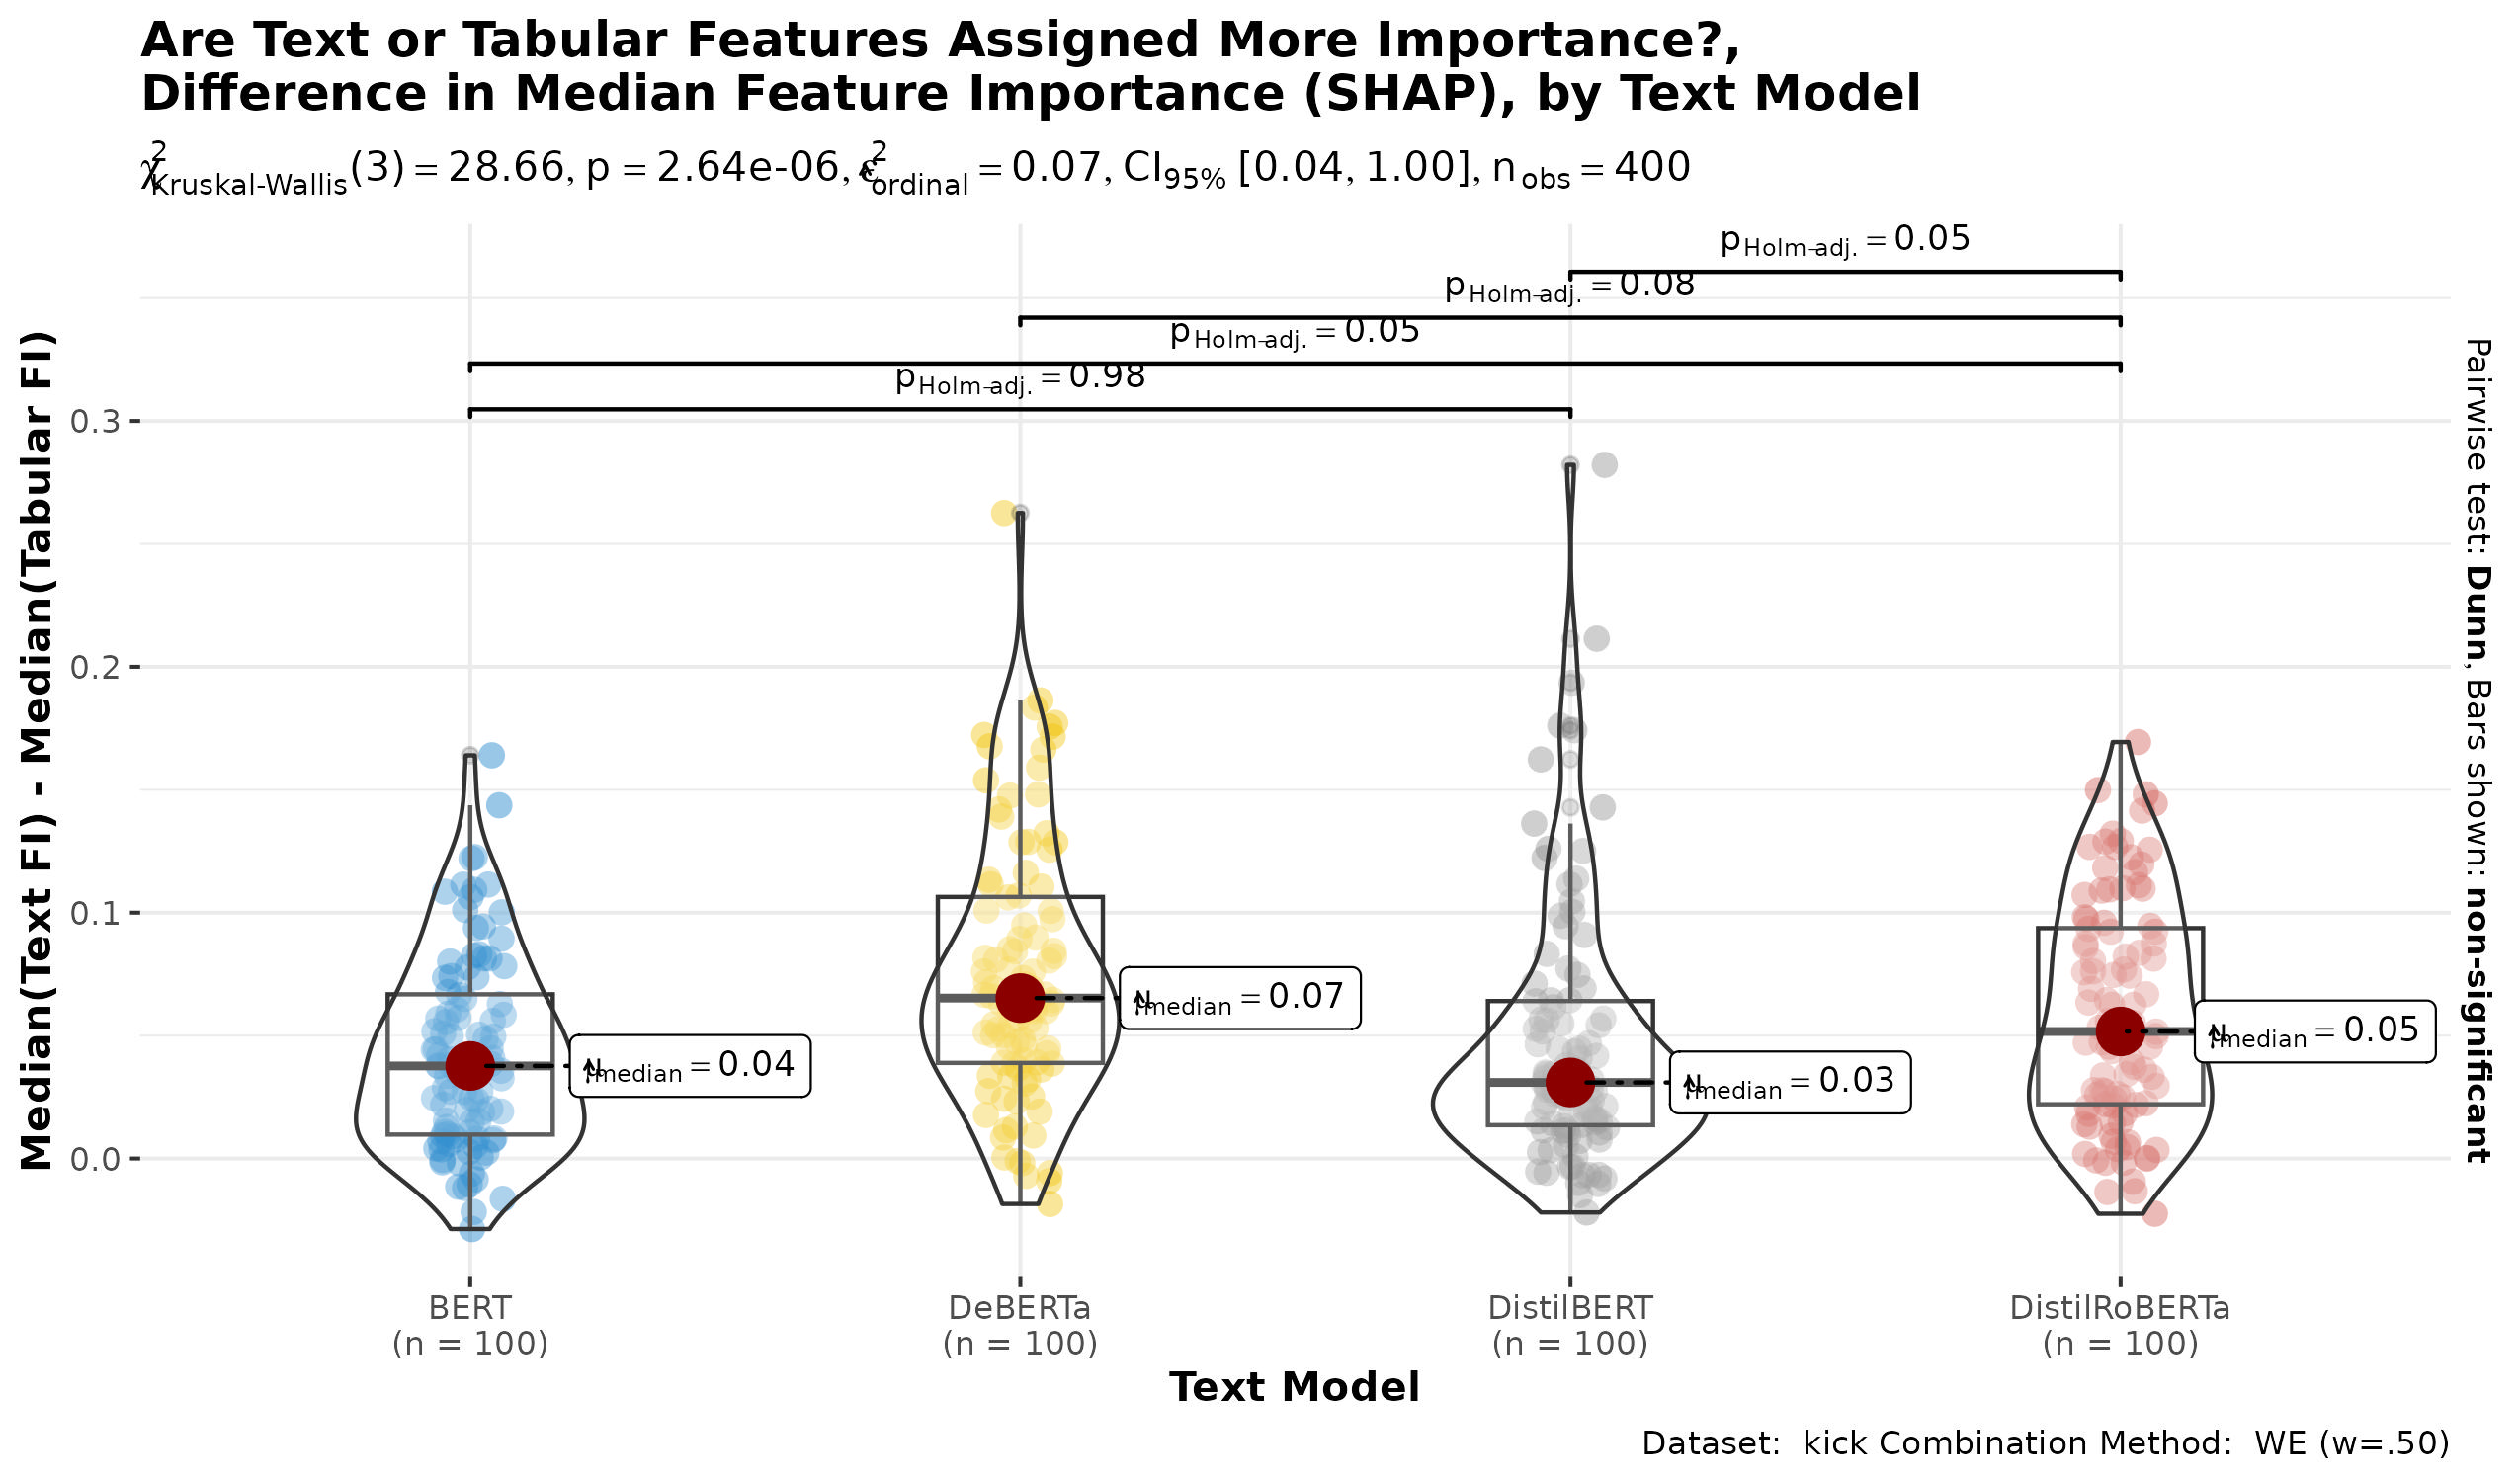 Are Text or Tabular Features Assigned More Importance?,
Difference in Median Feature Importance (SHAP), by Text Model
χ²Kruskal-Wallis(3) = 28.66, p = 2.64e-06, ε̂²ordinal = 0.07, CI95% [0.04, 1.00], nobs = 400
pHolm-adj. = 0.05
pHolm-adj. = 0.08
pHolm-adj. = 0.05
pHolm-adj. = 0.98
Median(Text FI) - Median(Tabular FI)
0.3
0.2
0.1
0.0
μ̂median = 0.04
μ̂median = 0.07
μ̂median = 0.03
μ̂median = 0.05
Pairwise test: Dunn, Bars shown: non-significant
BERT
(n = 100)
DeBERTa
(n = 100)
DistilBERT
(n = 100)
DistilRoBERTa
(n = 100)
Text Model
Dataset:  kick Combination Method:  WE (w=.50)